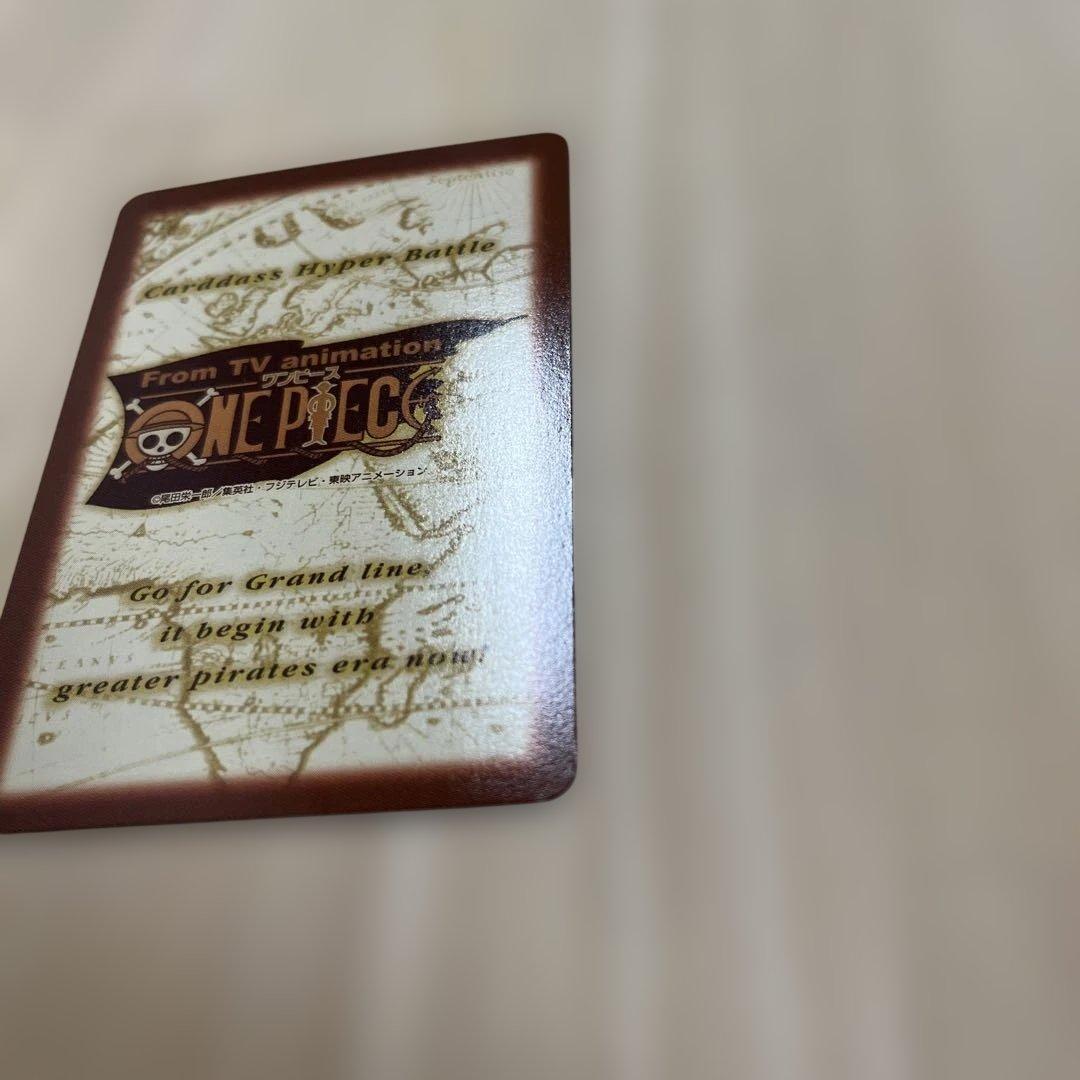 Septentrio
Carddass Hyper Battle
From TV animation
ワンピース
ONE PIECE
©尾田栄一郎/集英社・フジテレビ・東映アニメーション
Go for Grand line,
it begin with
OCEANVS
greater pirates era now!